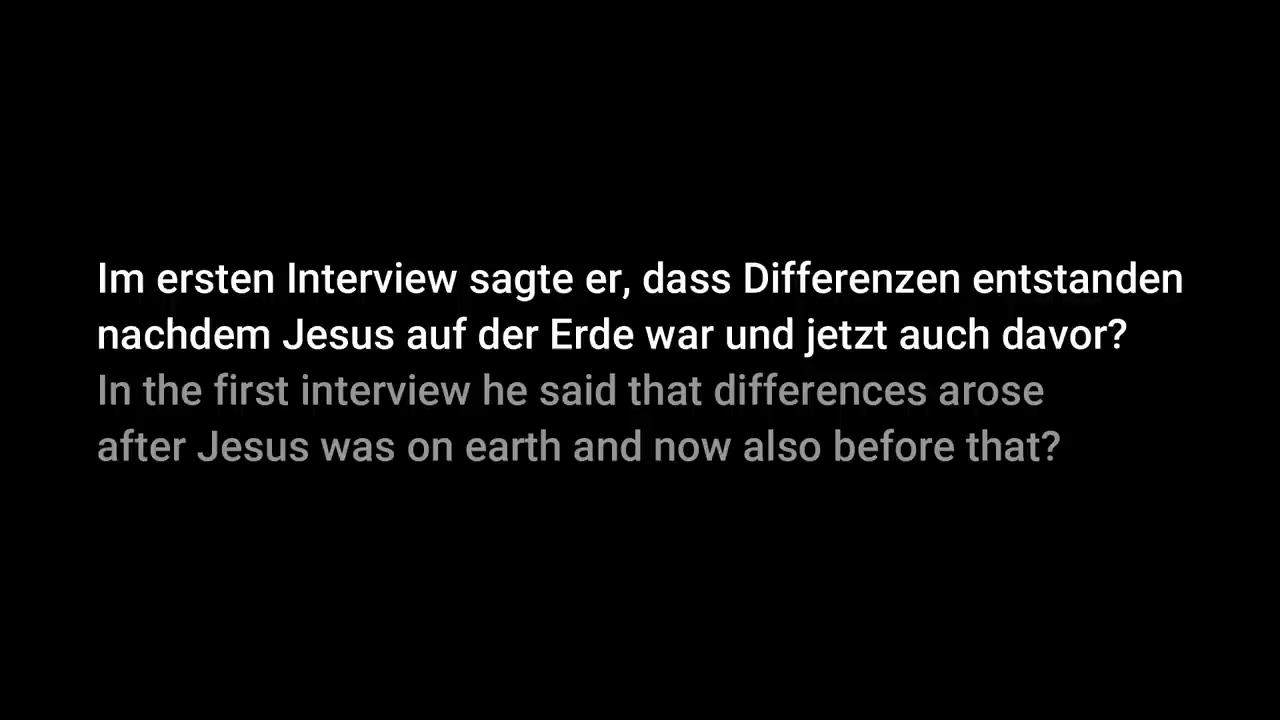 Im ersten Interview sagte er, dass Differenzen entstanden
nachdem Jesus auf der Erde war und jetzt auch davor?
In the first interview he said that differences arose
after Jesus was on earth and now also before that?